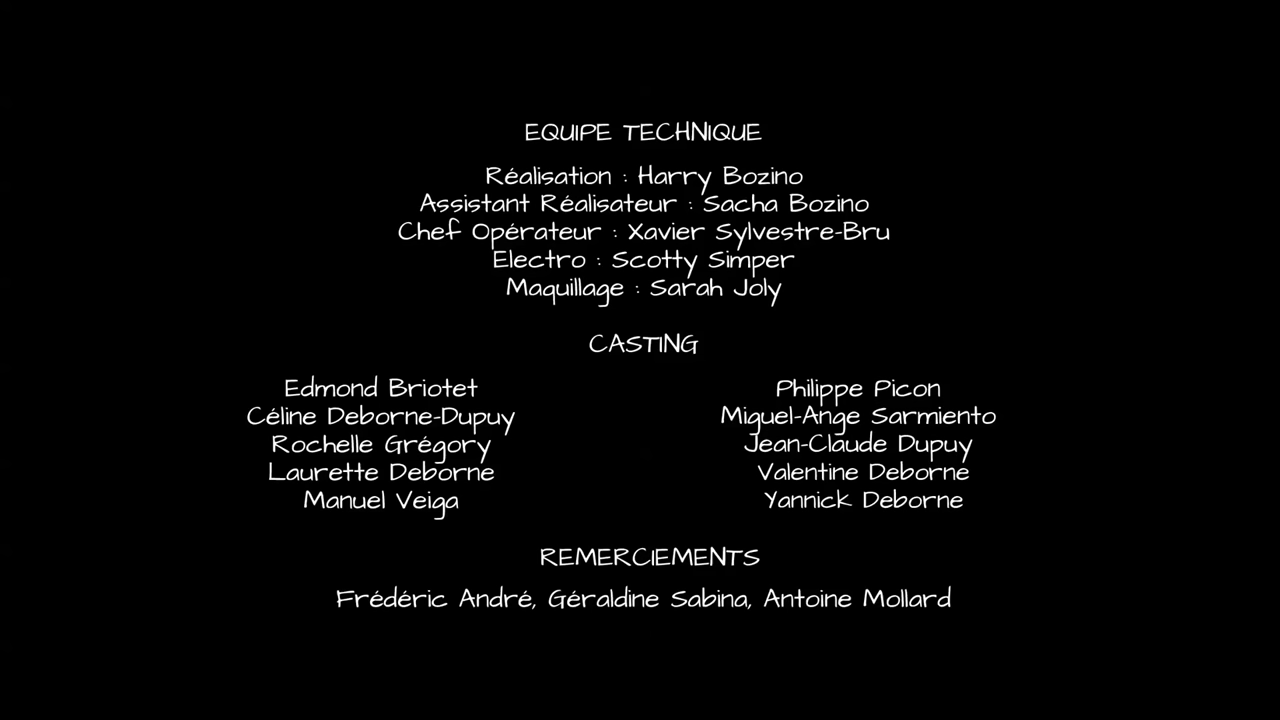 EQUIPE TECHNIQUE
Réalisation : Harry Bozino
Assistant Réalisateur : Sacha Bozino
Chef Opérateur : Xavier Sylvestre-Bru
Electro : Scotty Simper
Maquillage : Sarah Joly
CASTING
Edmond Briotet
Céline Deborne-Dupuy
Rochelle Grégory
Laurette Deborne
Manuel Veiga
Philippe Picon
Miguel-Ange Sarmiento
Jean-Claude Dupuy
Valentine Deborne
Yannick Deborne
REMERCIEMENTS
Frédéric André, Géraldine Sabina, Antoine Mollard